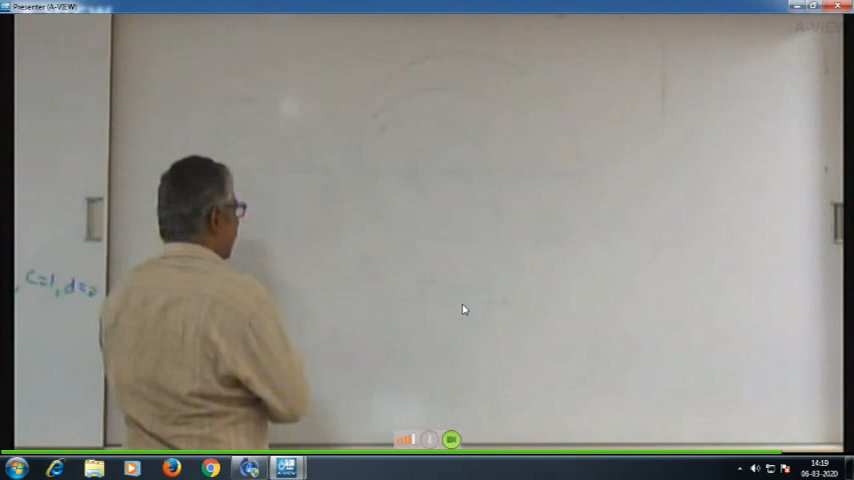 Presenter (A-VIEW)
A-VIEW
, C=1, d=2
14:19
06-03-2020